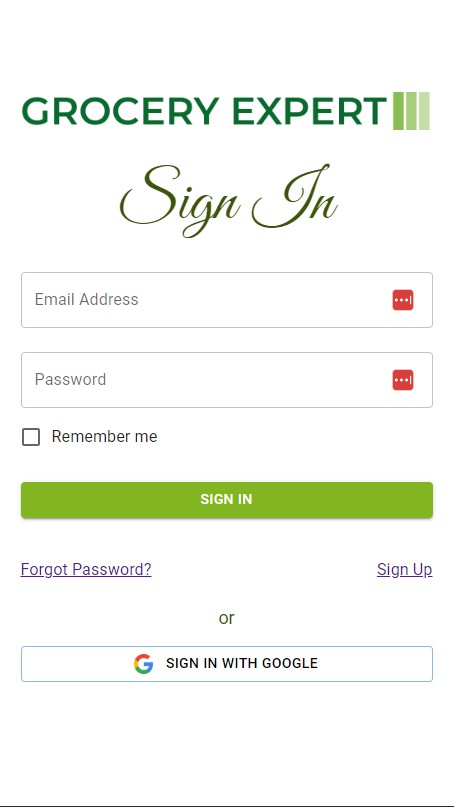 GROCERY EXPERT
Sign In
Email Address
Password
Remember me
SIGN IN
Forgot Password? Sign Up
or
SIGN IN WITH GOOGLE